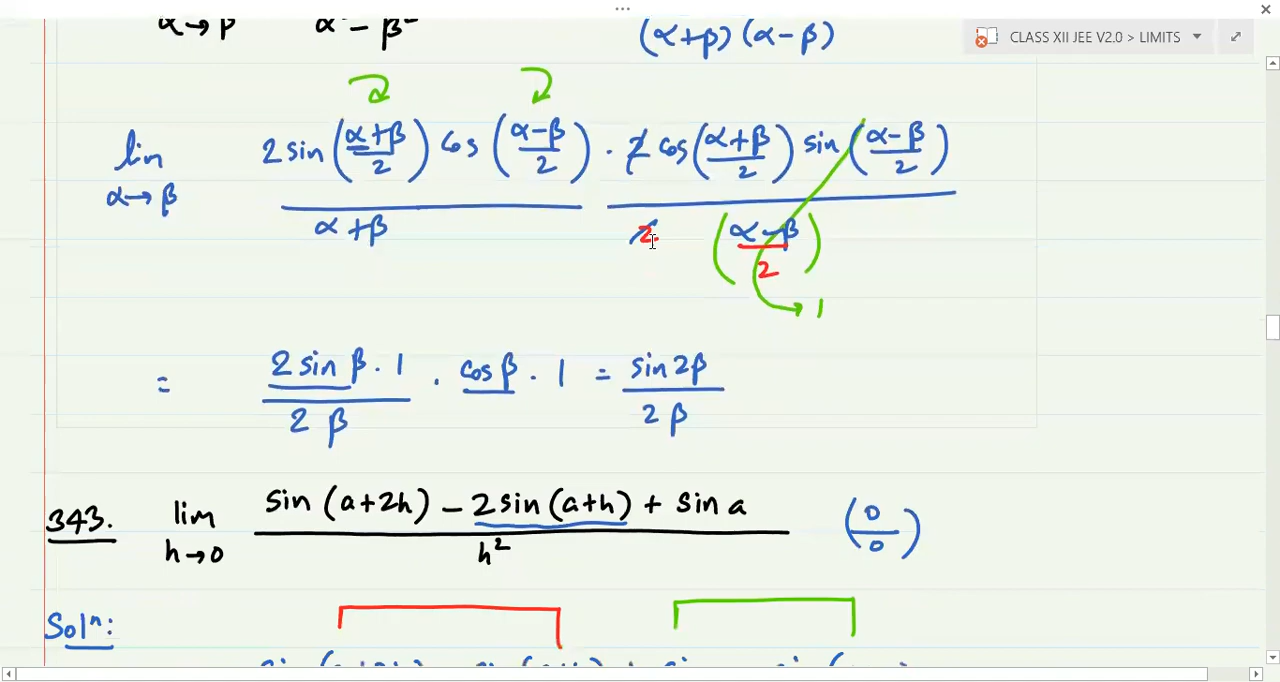 ...
CLASS XII JEE V2.0 > LIMITS
α→β α² − β² (α+β) (α−β)
lim α→β 2 sin (α+β/2) cos (α−β/2) / α+β · 2 cos (α+β/2) sin (α−β/2) / 2 (α−β/2) → 1
= 2 sin β · 1 / 2 β · cos β · 1 = sin 2β / 2 β
343. lim h→0 sin (a+2h) − 2 sin (a+h) + sin a / h² (0/0)
Solⁿ: